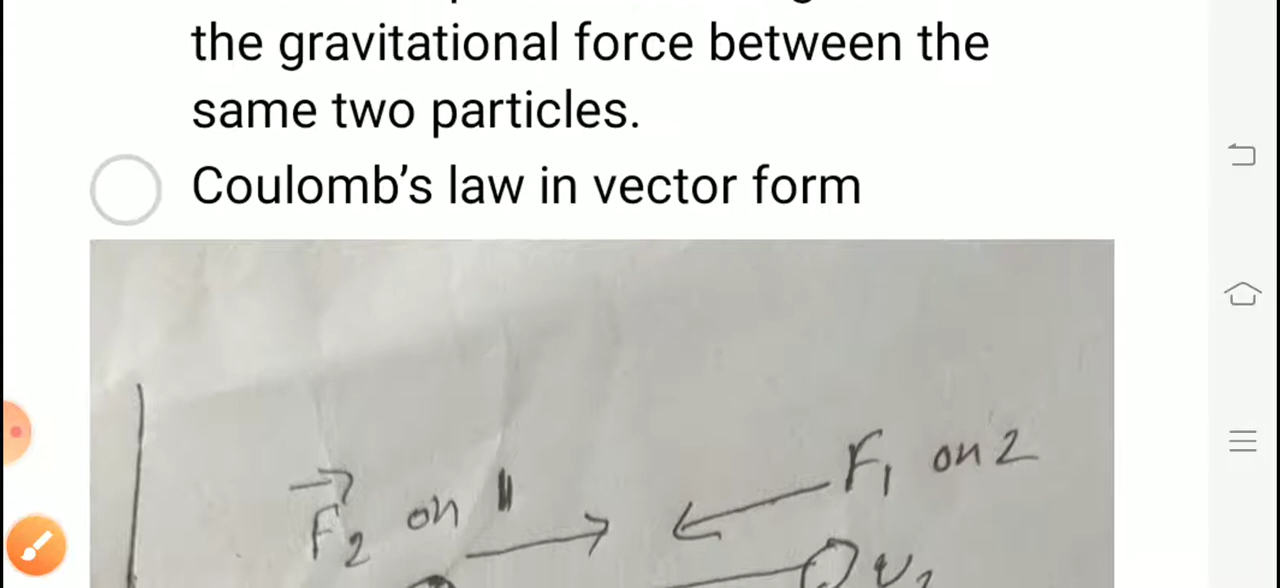 the gravitational force between the
same two particles.
Coulomb's law in vector form
F₁ on 2
F₂ on 1